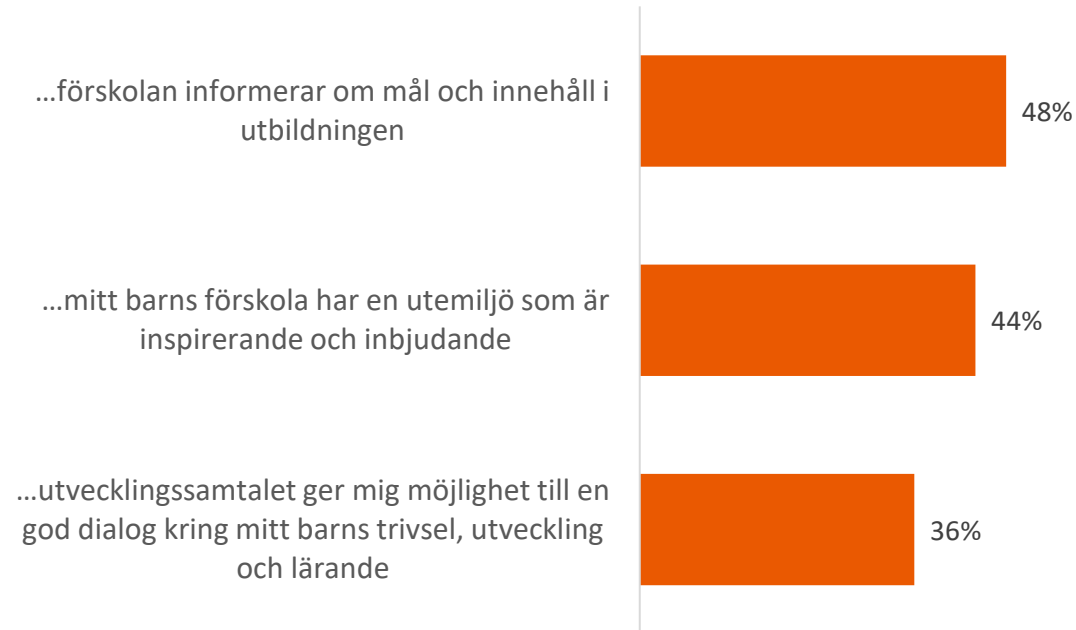 ...förskolan informerar om mål och innehåll i
utbildningen
48%
...mitt barns förskola har en utemiljö som är
inspirerande och inbjudande
44%
...utvecklingssamtalet ger mig möjlighet till en
god dialog kring mitt barns trivsel, utveckling
och lärande
36%